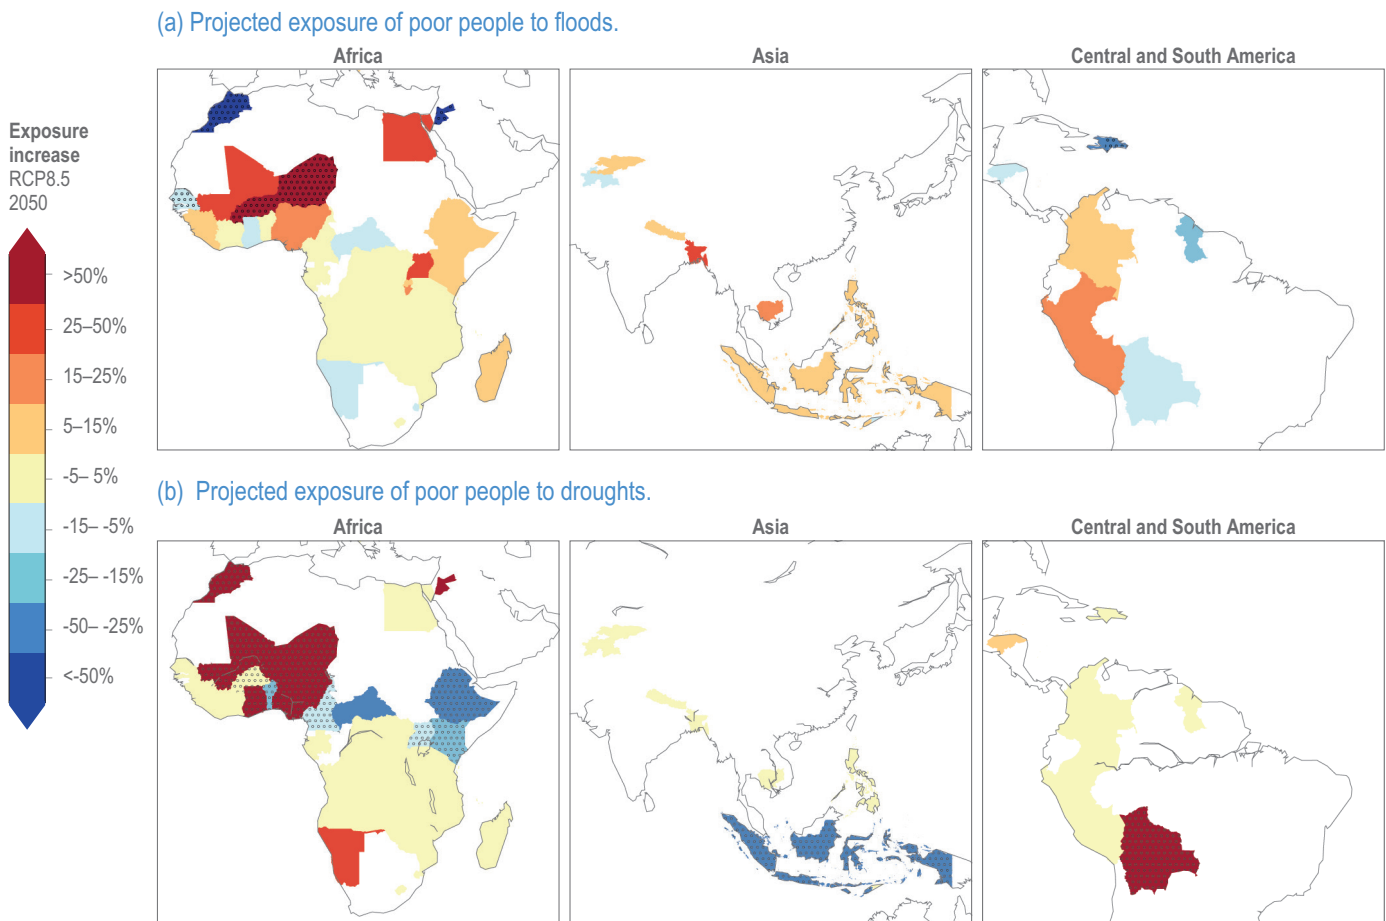 (a) Projected exposure of poor people to floods.
Africa
Asia
Central and South America
Exposure
increase
RCP8.5
2050
>50%
25–50%
15–25%
5–15%
-5– 5%
-15– -5%
-25– -15%
-50– -25%
<-50%
(b) Projected exposure of poor people to droughts.
Africa
Asia
Central and South America